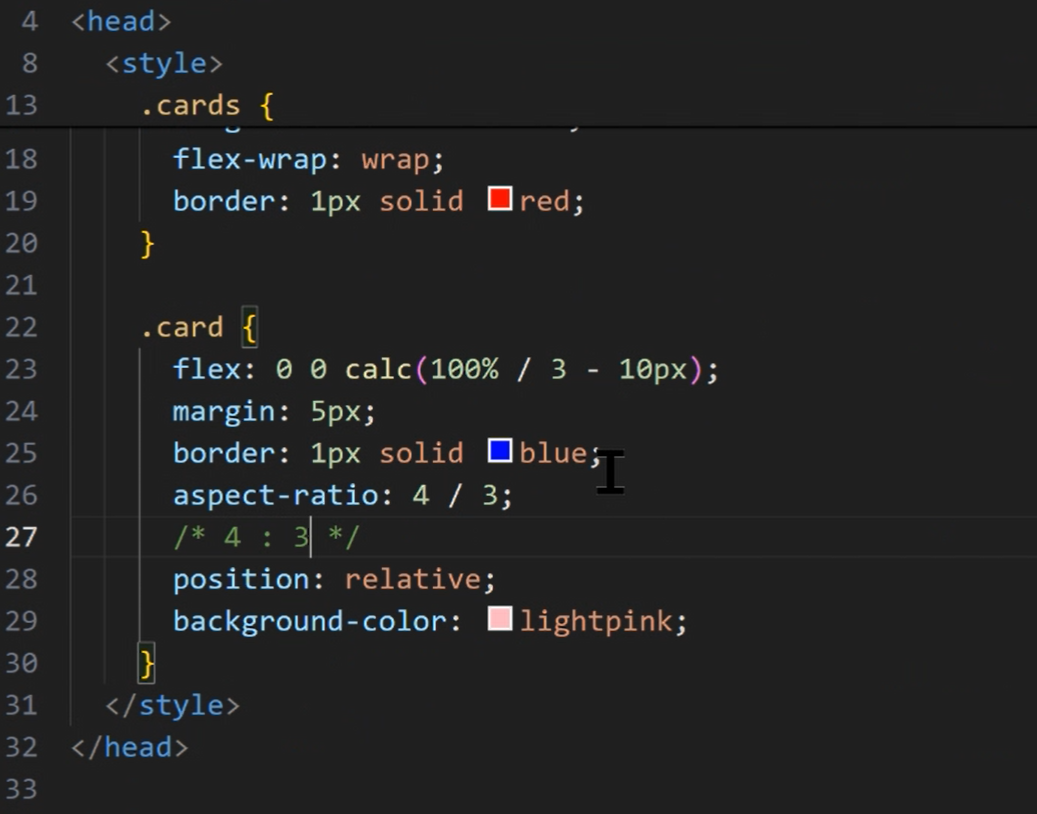 4 <head>
8 <style>
13 .cards {
18 flex-wrap: wrap;
19 border: 1px solid red;
20 }
21
22 .card {
23 flex: 0 0 calc(100% / 3 - 10px);
24 margin: 5px;
25 border: 1px solid blue;
26 aspect-ratio: 4 / 3;
27 /* 4 : 3 */
28 position: relative;
29 background-color: lightpink;
30 }
31 </style>
32 </head>
33